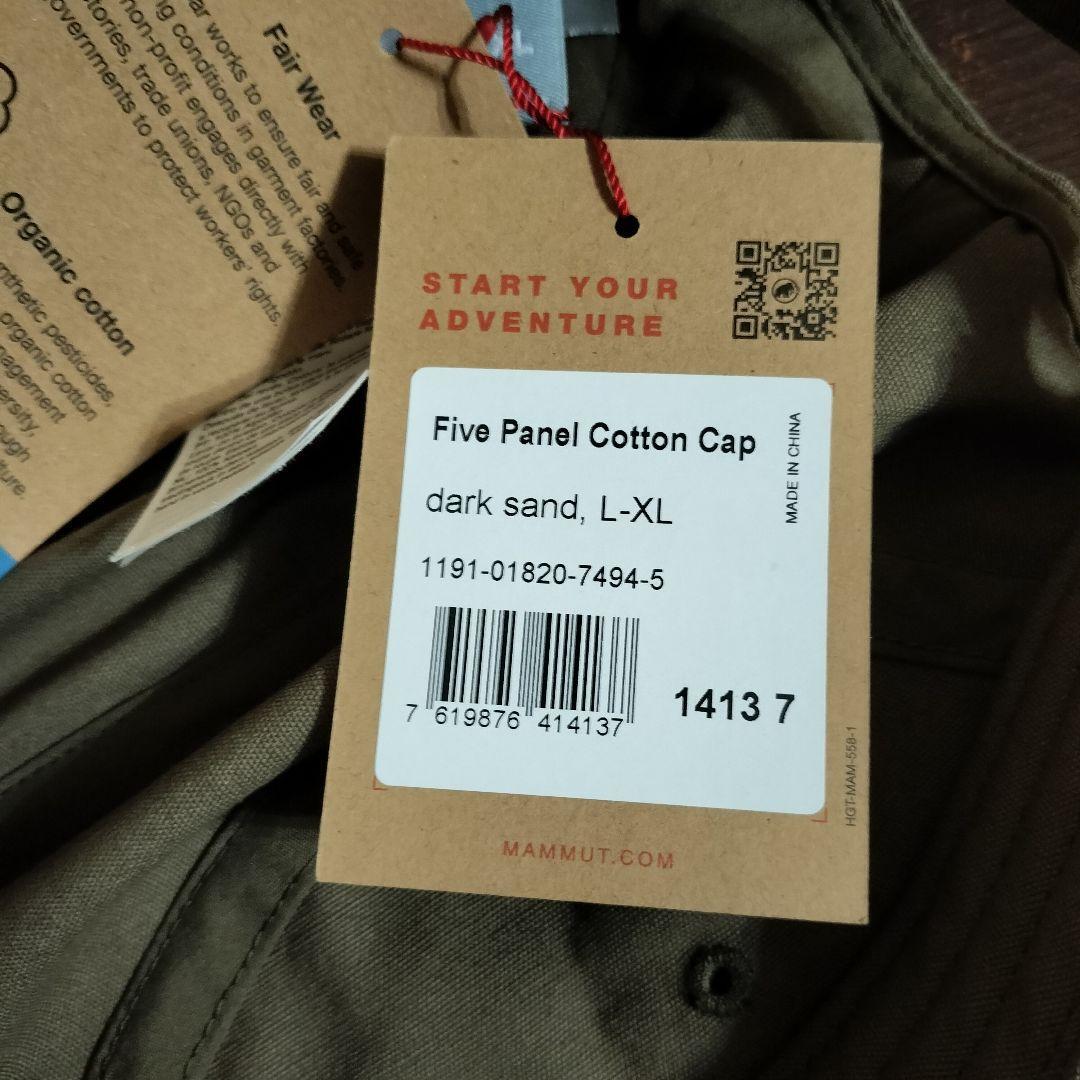 Fair Wear
ar works to ensure fair and safe
g conditions in garment factories.
non-profit engages directly with
tories, trade unions, NGOs and
overnments to protect workers' rights.
Organic cotton
nthetic pesticides,
organic cotton
nagement
ersity,
ough
ture.
START YOUR
ADVENTURE
Five Panel Cotton Cap
MADE IN CHINA
dark sand, L-XL
1191-01820-7494-5
7 619876 414137
1413 7
HGT-MAM-558-1
MAMMUT.COM